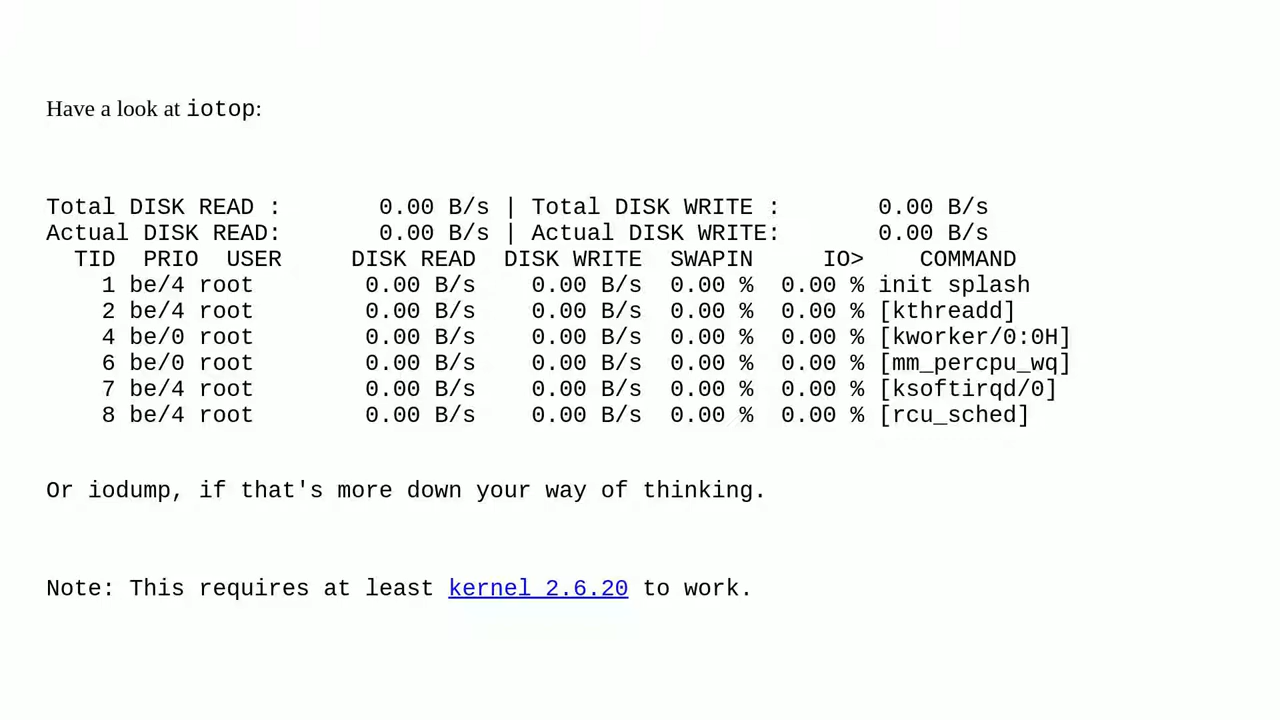 Have a look at iotop:
Total DISK READ :       0.00 B/s | Total DISK WRITE :       0.00 B/s
Actual DISK READ:       0.00 B/s | Actual DISK WRITE:       0.00 B/s
  TID  PRIO  USER     DISK READ  DISK WRITE  SWAPIN     IO>    COMMAND
    1 be/4 root        0.00 B/s    0.00 B/s  0.00 %  0.00 % init splash
    2 be/4 root        0.00 B/s    0.00 B/s  0.00 %  0.00 % [kthreadd]
    4 be/0 root        0.00 B/s    0.00 B/s  0.00 %  0.00 % [kworker/0:0H]
    6 be/0 root        0.00 B/s    0.00 B/s  0.00 %  0.00 % [mm_percpu_wq]
    7 be/4 root        0.00 B/s    0.00 B/s  0.00 %  0.00 % [ksoftirqd/0]
    8 be/4 root        0.00 B/s    0.00 B/s  0.00 %  0.00 % [rcu_sched]
Or iodump, if that's more down your way of thinking.
Note: This requires at least kernel 2.6.20 to work.